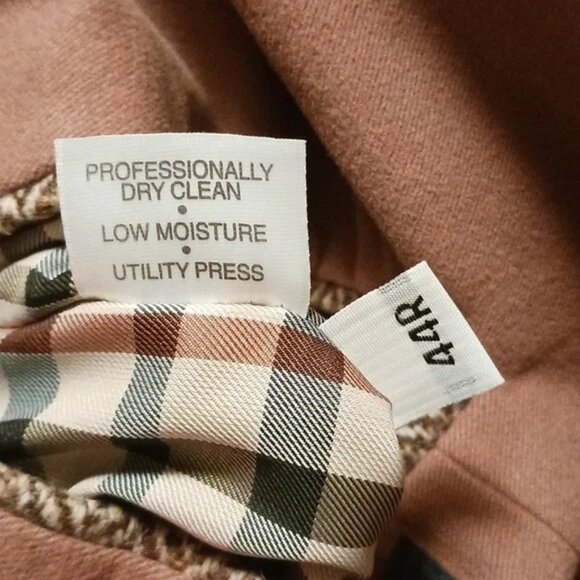 PROFESSIONALLY
DRY CLEAN
•
LOW MOISTURE
•
UTILITY PRESS
44R